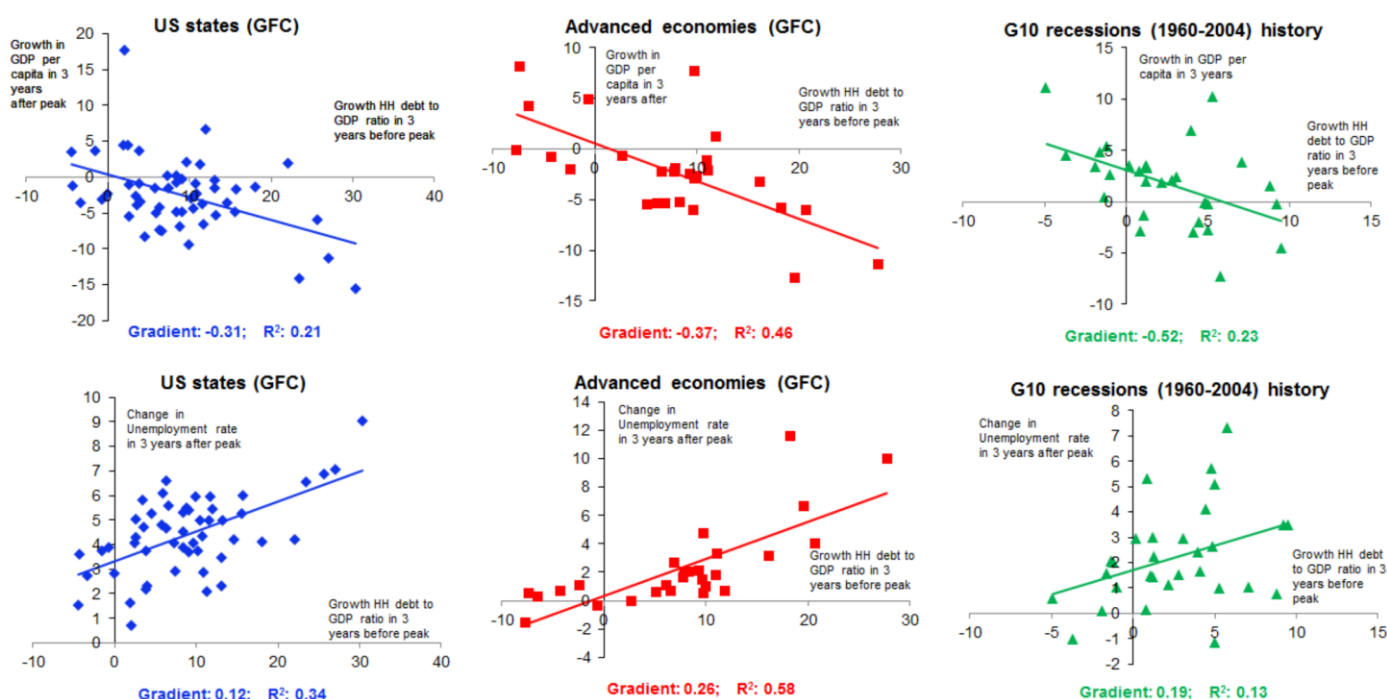 US states (GFC)
Growth in
GDP per
capita in 3
years
after peak
20
15
10
5
0
-5
-10
-15
-20
-10
0
10
20
30
40
Growth HH
debt to GDP
ratio in 3
years before peak
Gradient: -0.31; R²: 0.21
Advanced economies (GFC)
Growth in
GDP per
capita in 3
years after
10
5
0
-5
-10
-15
-10
0
10
20
30
Growth HH debt to
GDP ratio in 3
years before peak
Gradient: -0.37; R²: 0.46
G10 recessions (1960-2004) history
Growth in GDP per
capita in 3 years
15
10
5
0
-5
-10
-5
0
5
10
15
Growth HH
debt to GDP
ratio in 3
years before
peak
Gradient: -0.52; R²: 0.23
US states (GFC)
Change in
Unemployment rate
in 3 years after peak
10
9
8
7
6
5
4
3
2
1
0
-10
0
10
20
30
40
Growth HH debt to
GDP ratio in 3
years before peak
Gradient: 0.12; R²: 0.34
Advanced economies (GFC)
Change in
Unemployment rate
in 3 years after peak
14
12
10
8
6
4
2
0
-2
-4
-10
0
10
20
30
Growth HH debt to
GDP ratio in 3
years before peak
Gradient: 0.26; R²: 0.58
G10 recessions (1960-2004) history
Change in
Unemployment rate
in 3 years after peak
8
7
6
5
4
3
2
1
0
-1
-2
-10
-5
0
5
10
15
Growth HH debt
to GDP ratio in 3
years before
peak
Gradient: 0.19; R²: 0.13